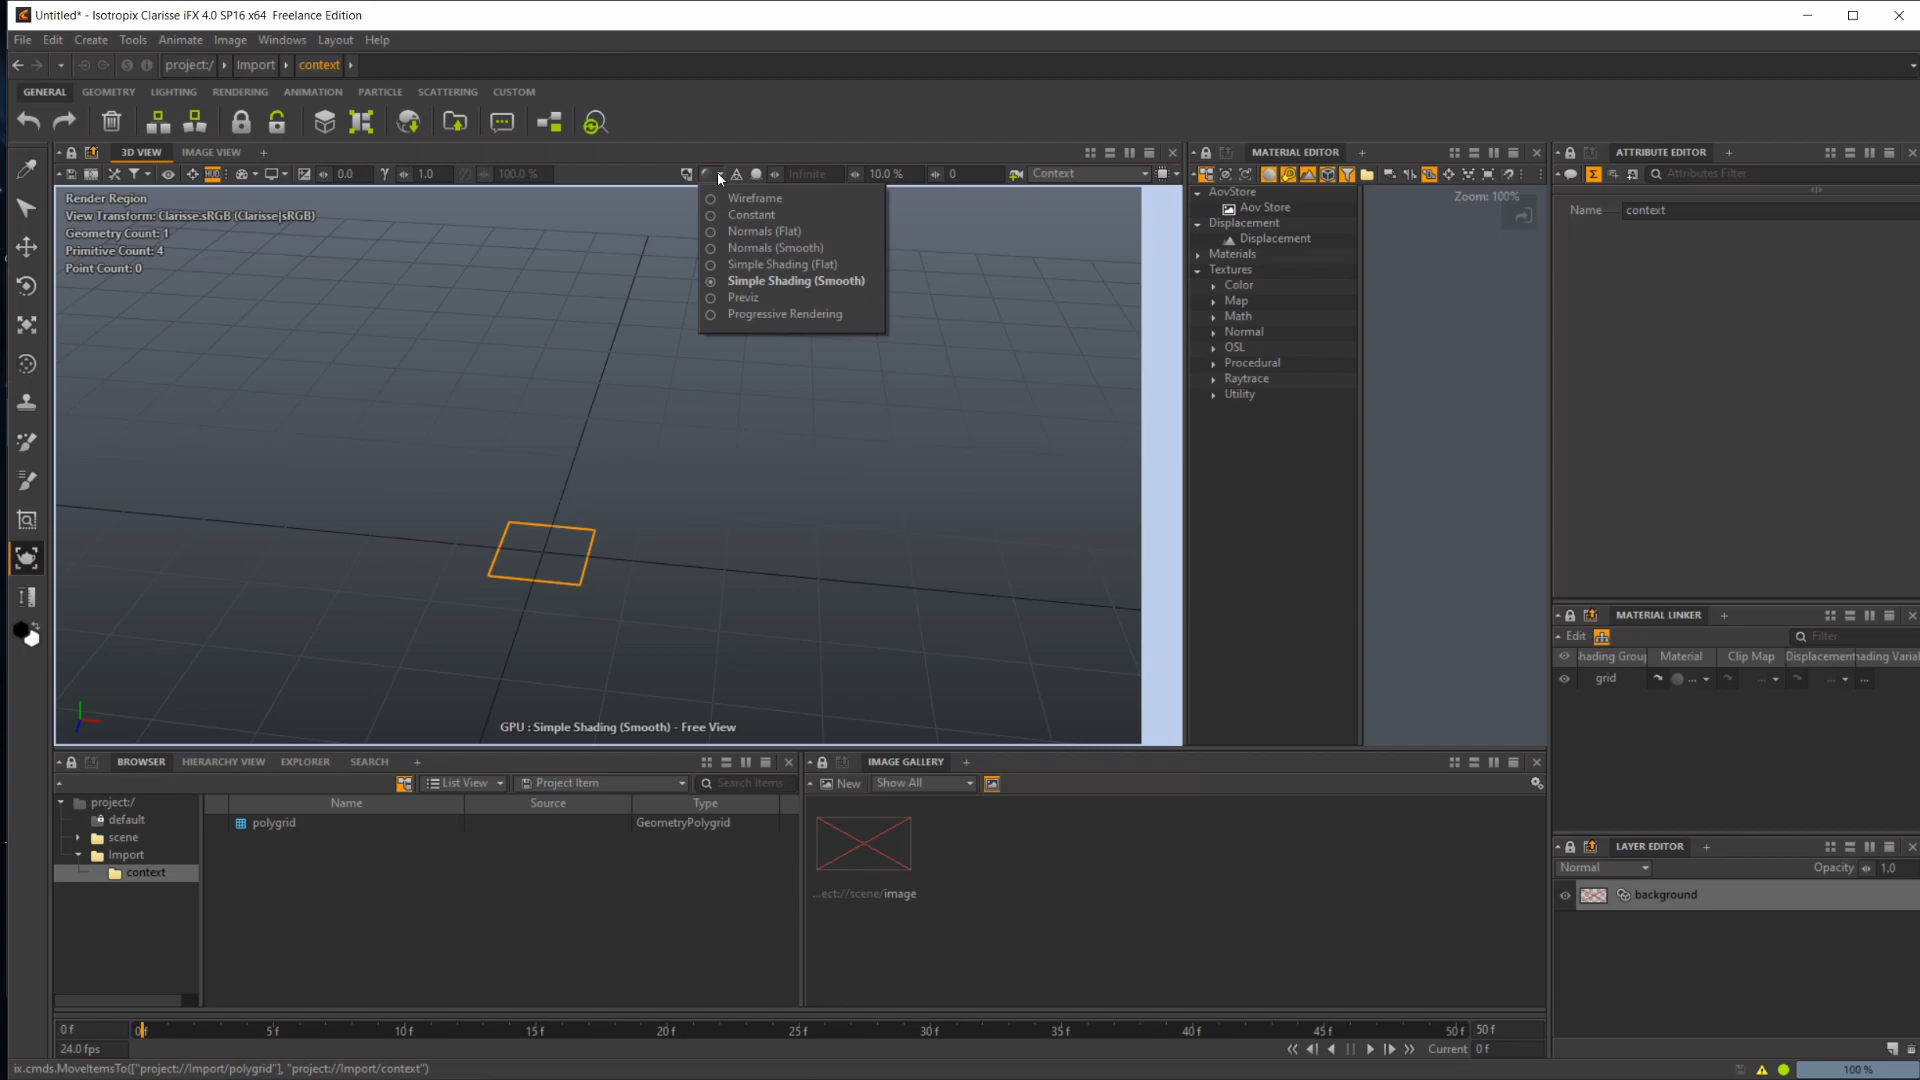 Untitled* - Isotropix Clarisse iFX 4.0 SP16 x64  Freelance Edition
File Edit Create Tools Animate Image Windows Layout Help
project:/ Import context
GENERAL GEOMETRY LIGHTING RENDERING ANIMATION PARTICLE SCATTERING CUSTOM
3D VIEW IMAGE VIEW +
HUD 0.0 γ 1.0 100.0 % Infinite 10.0 % 0 Context
Render Region
View Transform: Clarisse.sRGB (Clarisse|sRGB)
Geometry Count: 1
Primitive Count: 4
Point Count: 0
Wireframe
Constant
Normals (Flat)
Normals (Smooth)
Simple Shading (Flat)
Simple Shading (Smooth)
Previz
Progressive Rendering
GPU : Simple Shading (Smooth) - Free View
MATERIAL EDITOR +
AovStore
Aov Store
Displacement
Displacement
Materials
Textures
Color
Map
Math
Normal
OSL
Procedural
Raytrace
Utility
Zoom: 100%
ATTRIBUTE EDITOR +
Attributes Filter
Name context
MATERIAL LINKER +
Edit Filter
hading Group Material Clip Map Displacement hading Varial
grid ... ... ... ...
LAYER EDITOR +
Normal Opacity 1.0
background
BROWSER HIERARCHY VIEW EXPLORER SEARCH +
List View Project Item Search Items
project:/
default
scene
Import
context
Name Source Type
polygrid GeometryPolygrid
IMAGE GALLERY +
New Show All
...ect://scene/image
0 f 0f 5 f 10 f 15 f 20 f 25 f 30 f 35 f 40 f 45 f 50 f 50 f
24.0 fps Current 0 f
ix.cmds.MoveItemsTo(["project://Import/polygrid"], "project://Import/context")
100 %